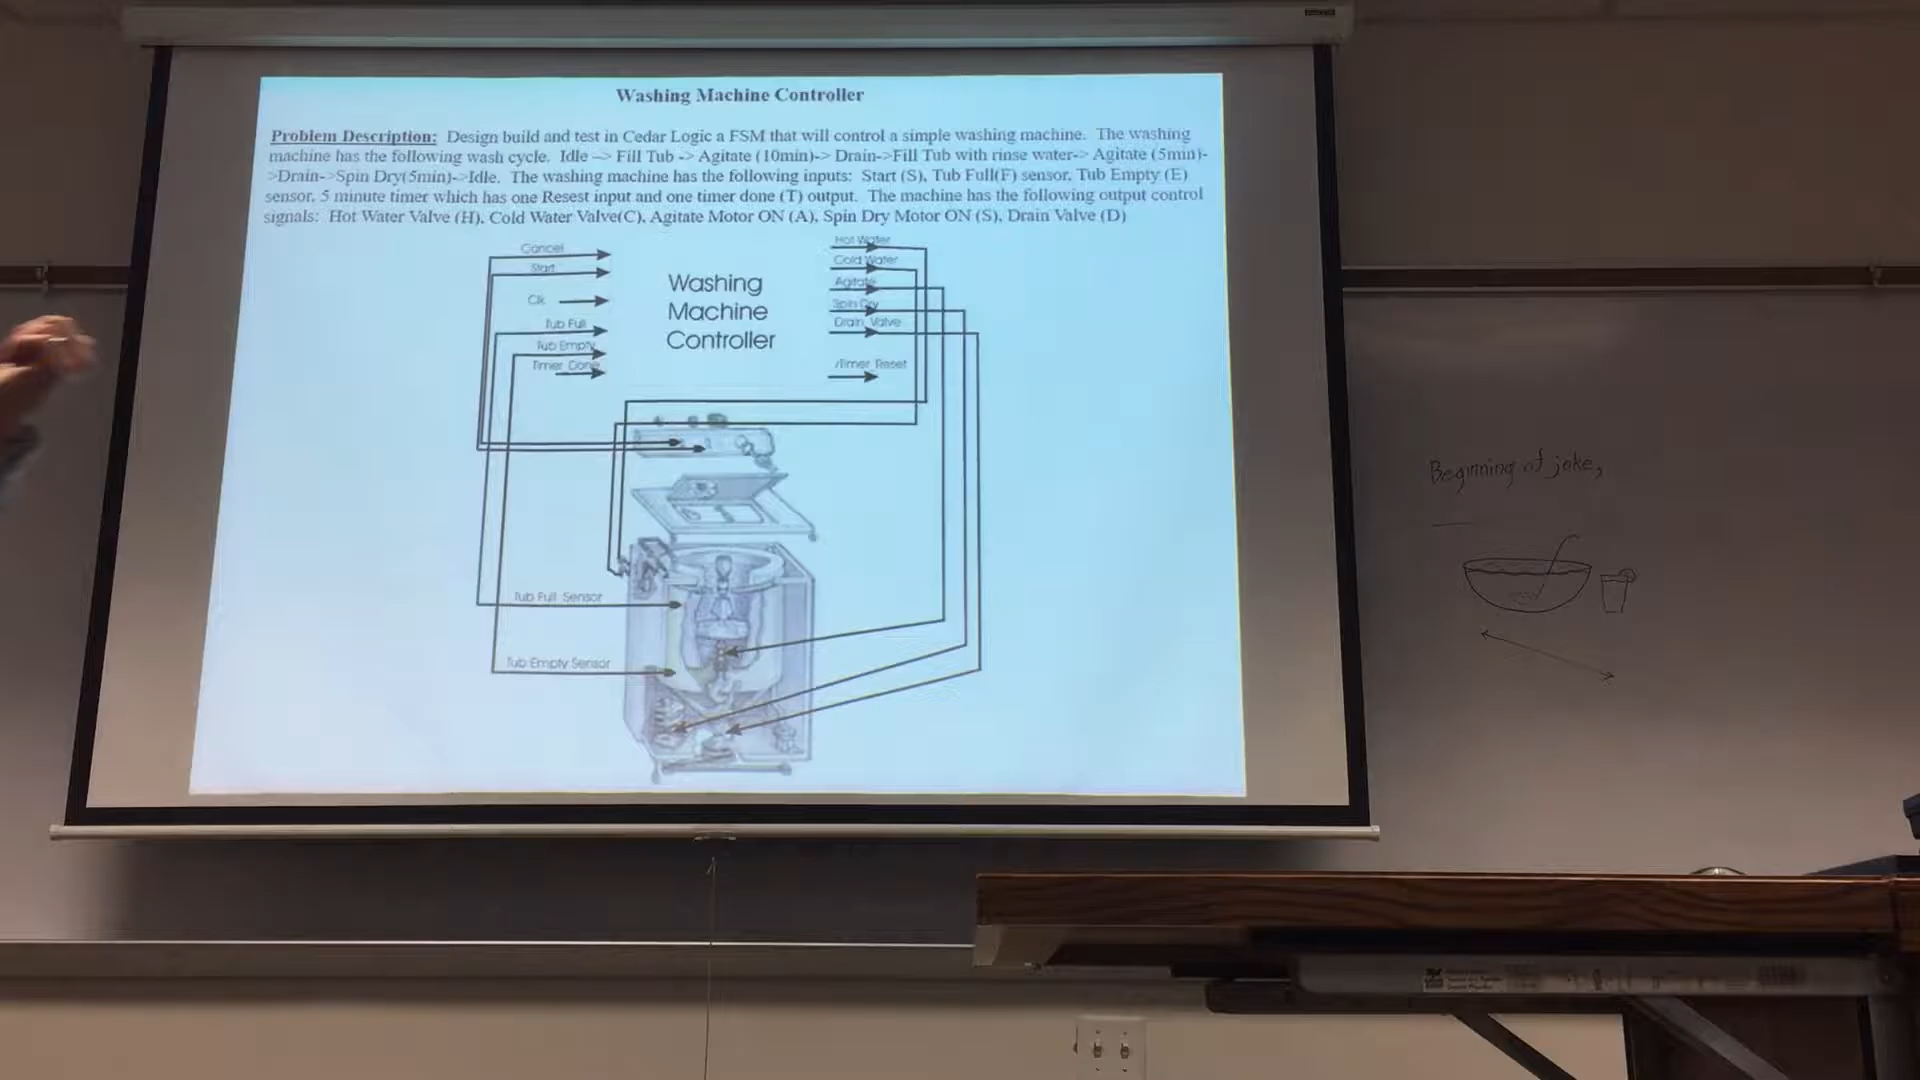 Washing Machine Controller
Problem Description: Design build and test in Cedar Logic a FSM that will control a simple washing machine. The washing
machine has the following wash cycle. Idle --> Fill Tub -> Agitate (10min)-> Drain->Fill Tub with rinse water-> Agitate (5min)-
>Drain->Spin Dry(5min)->Idle. The washing machine has the following inputs: Start (S), Tub Full(F) sensor, Tub Empty (E)
sensor, 5 minute timer which has one Resest input and one timer done (T) output. The machine has the following output control
signals: Hot Water Valve (H), Cold Water Valve(C), Agitate Motor ON (A), Spin Dry Motor ON (S), Drain Valve (D)
Cancel
Start
Clk
Tub Full
Tub Empty
Timer Done
Washing
Machine
Controller
Hot Water
Cold Water
Agitate
Spin Dry
Drain Valve
/Timer Reset
Tub Full Sensor
Tub Empty Sensor
Beginning of joke,